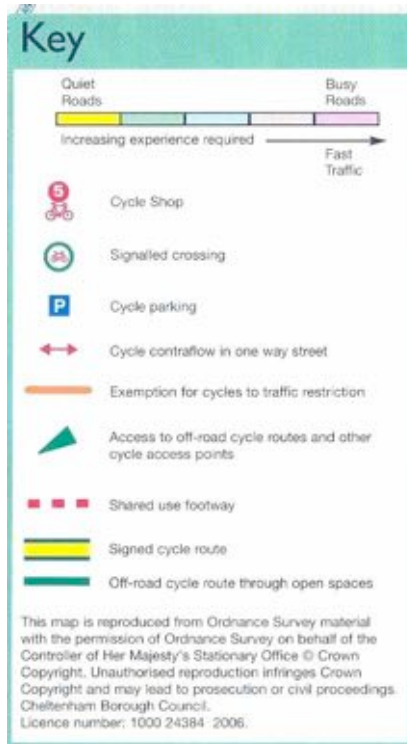 Key
Quiet
Roads
Busy
Roads
Increasing experience required
Fast
Traffic
5
Cycle Shop
Signalled crossing
P
Cycle parking
Cycle contraflow in one way street
Exemption for cycles to traffic restriction
Access to off-road cycle routes and other
cycle access points
Shared use footway
Signed cycle route
Off-road cycle route through open spaces
This map is reproduced from Ordnance Survey material
with the permission of Ordnance Survey on behalf of the
Controller of Her Majesty's Stationary Office © Crown
Copyright. Unauthorised reproduction infringes Crown
Copyright and may lead to prosecution or civil proceedings.
Cheltenham Borough Council.
Licence number: 1000 24384 2006.